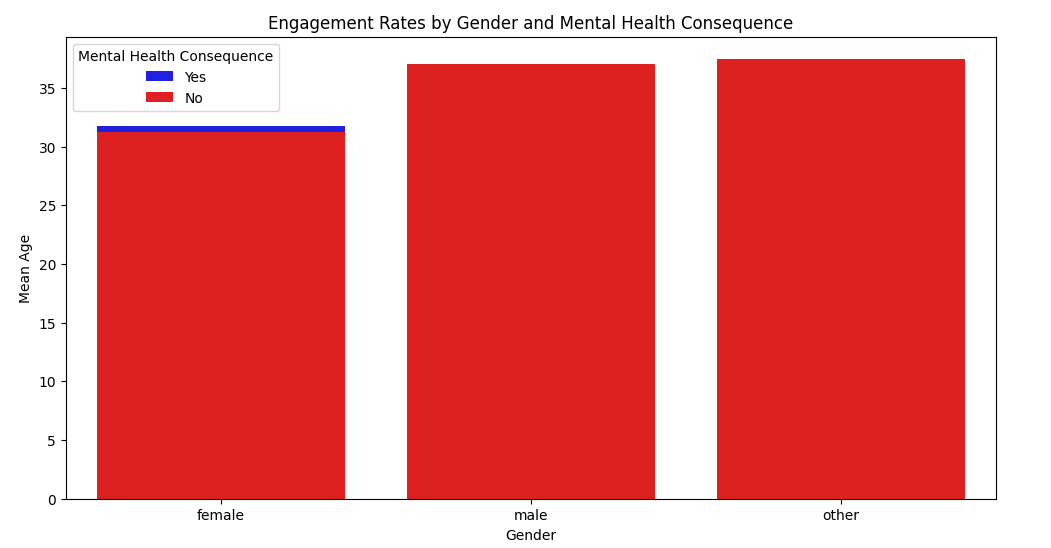 Engagement Rates by Gender and Mental Health Consequence
Mental Health Consequence
Yes
No
35
30
25
20
15
10
5
0
Mean Age
female
male
other
Gender